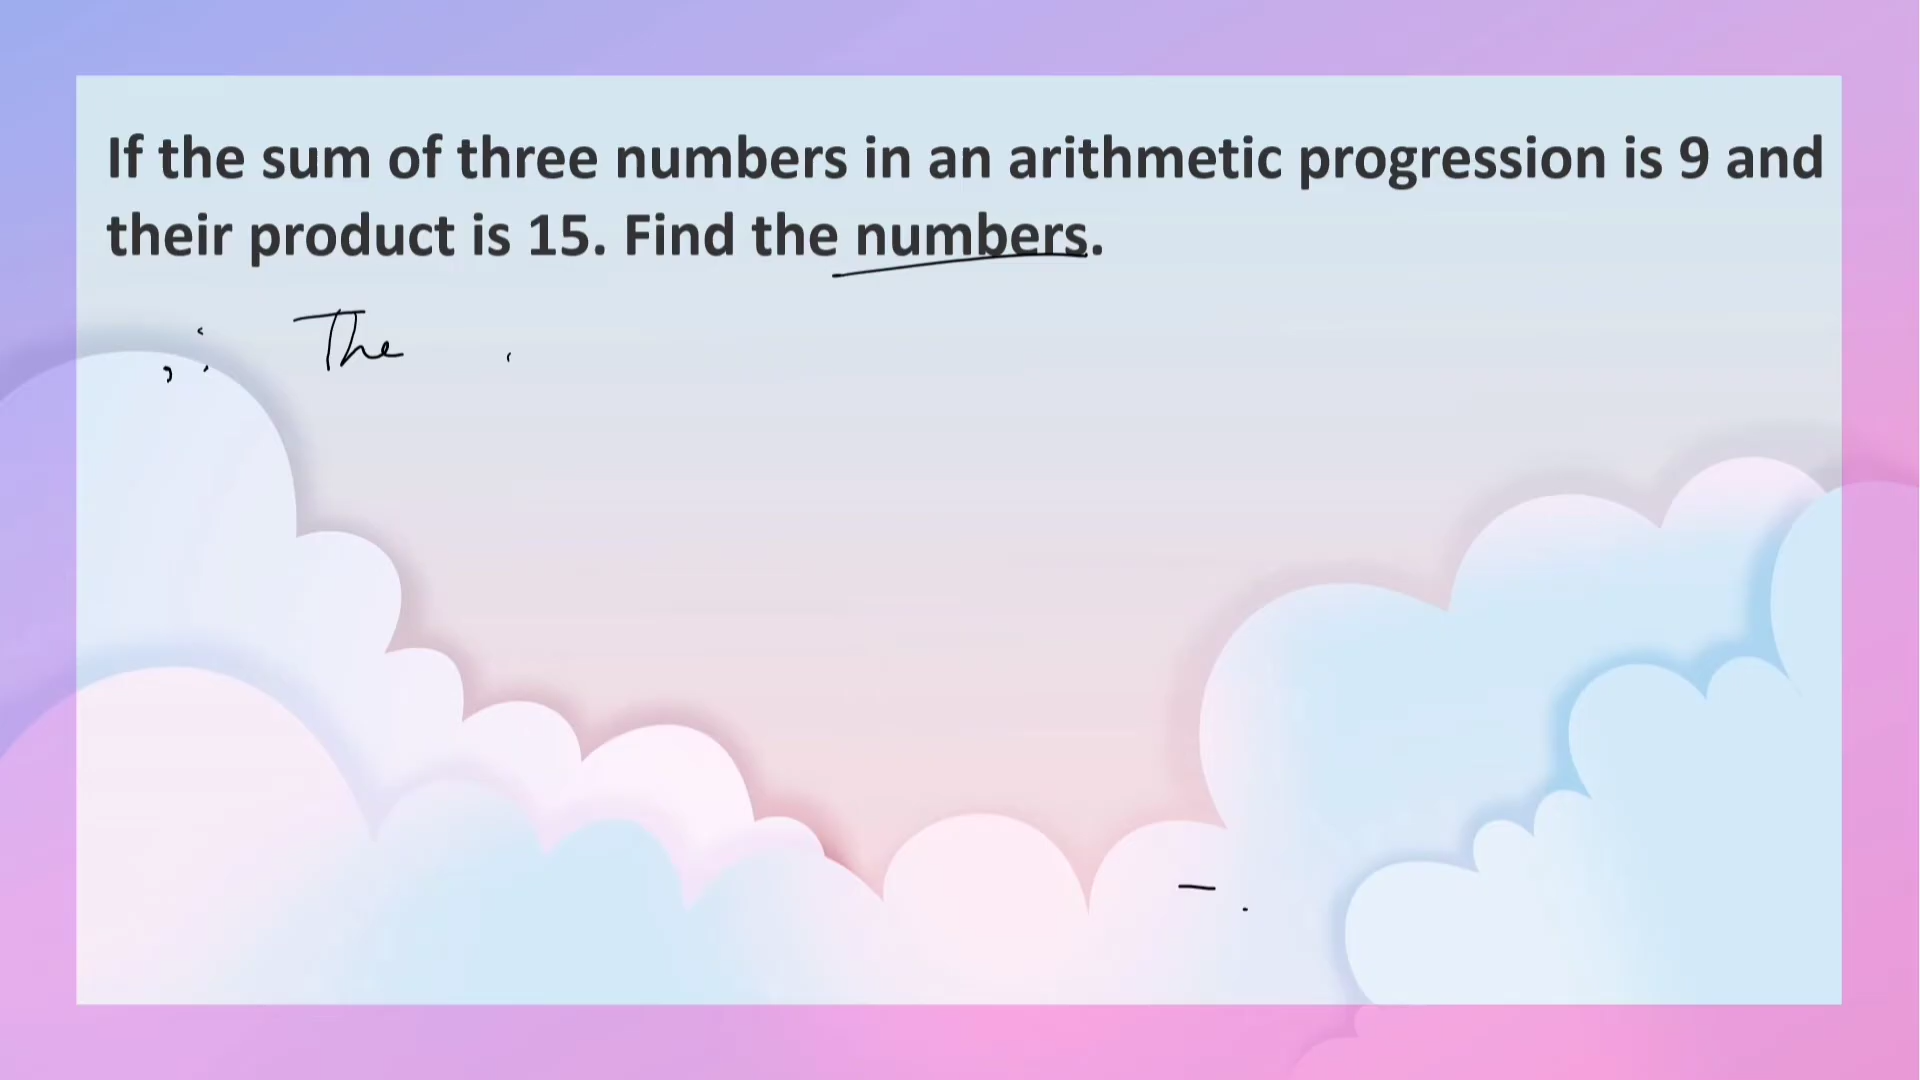 If the sum of three numbers in an arithmetic progression is 9 and
their product is 15. Find the numbers.
The